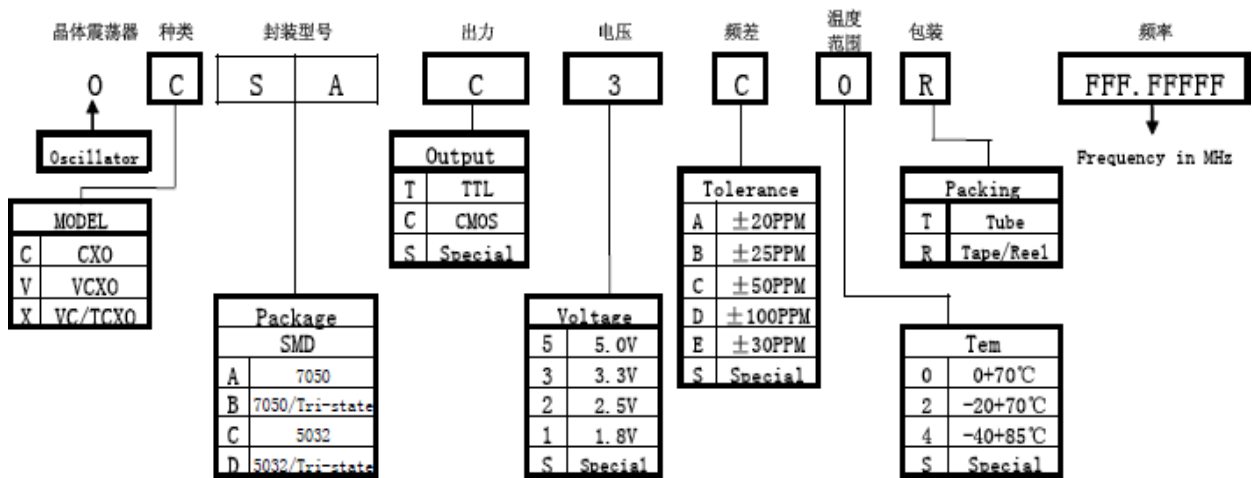 晶体震荡器 种类 封装型号 出力 电压 频差 温度范围 包装 频率
O C S A C 3 C 0 R FFF.FFFFF
Oscillator
Frequency in MHz
MODEL
C CXO
V VCXO
X VC/TCXO
Package
SMD
A 7050
B 7050/Tri-state
C 5032
D 5032/Tri-state
Output
T TTL
C CMOS
S Special
Voltage
5 5.0V
3 3.3V
2 2.5V
1 1.8V
S Special
Tolerance
A ±20PPM
B ±25PPM
C ±50PPM
D ±100PPM
E ±30PPM
S Special
Packing
T Tube
R Tape/Reel
Tem
0 0+70℃
2 -20+70℃
4 -40+85℃
S Special